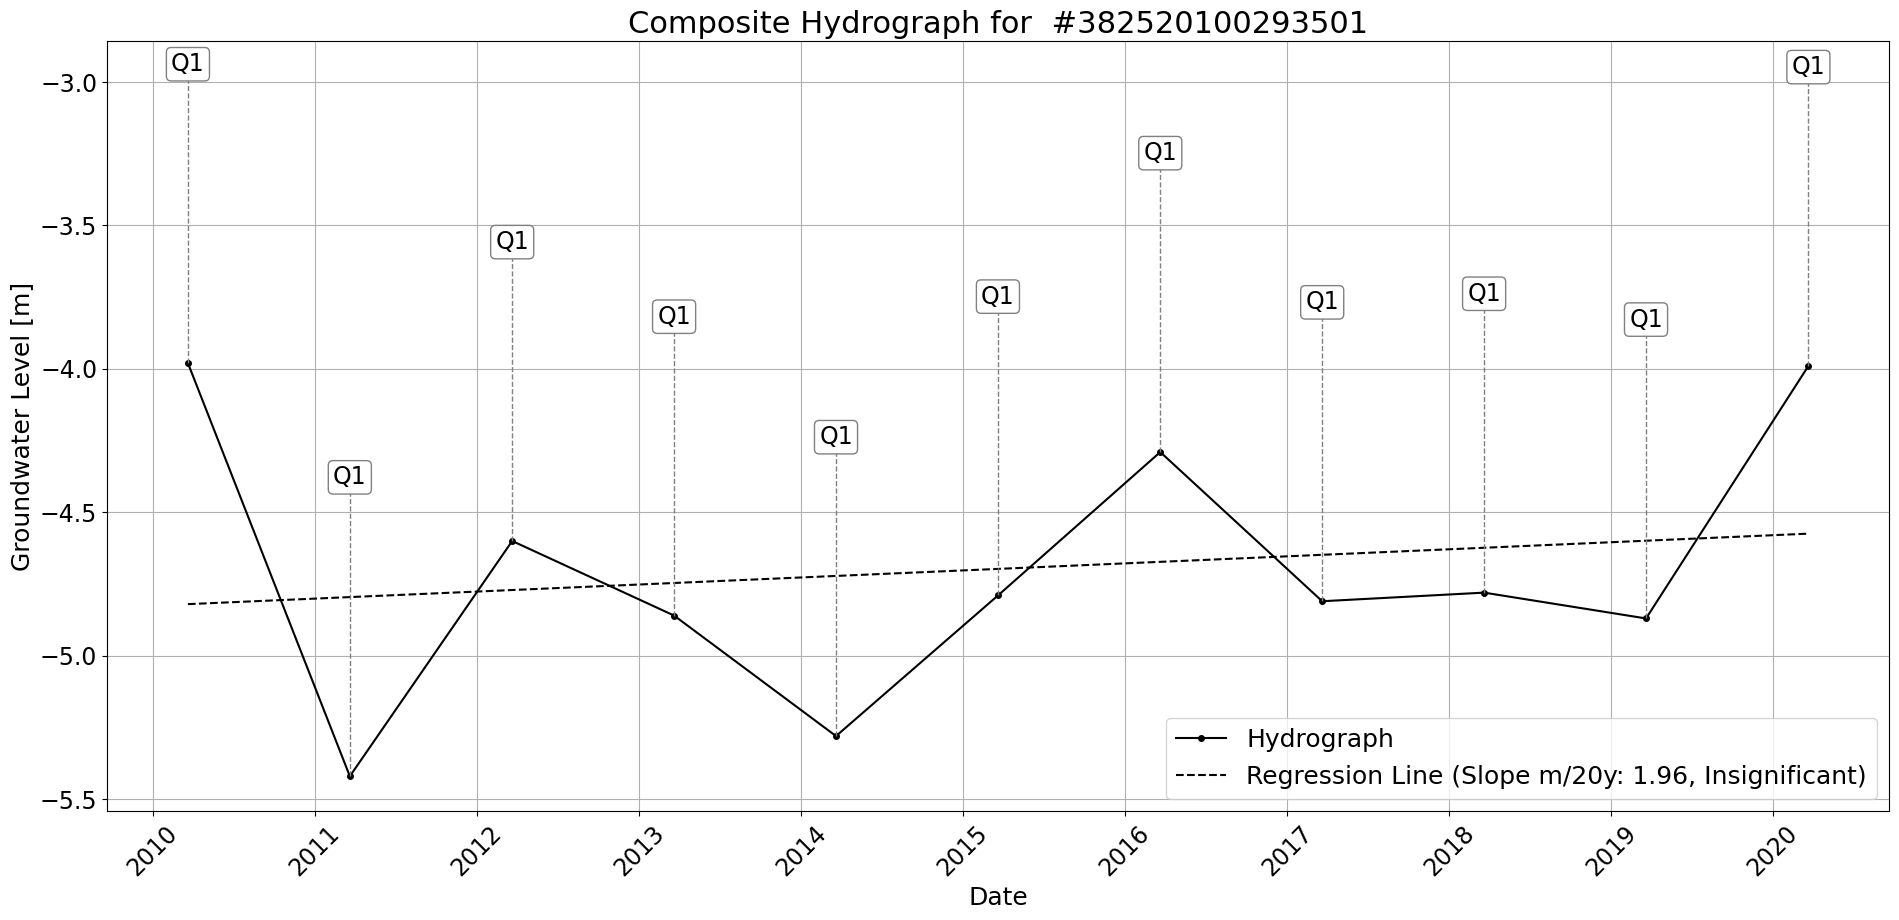 Composite Hydrograph for  #382520100293501
Q1
Q1
Q1
Q1
Q1
Q1
Q1
Q1
Q1
Q1
Q1
−3.0
−3.5
−4.0
−4.5
−5.0
−5.5
Groundwater Level [m]
Hydrograph
Regression Line (Slope m/20y: 1.96, Insignificant)
2010
2011
2012
2013
2014
2015
2016
2017
2018
2019
2020
Date